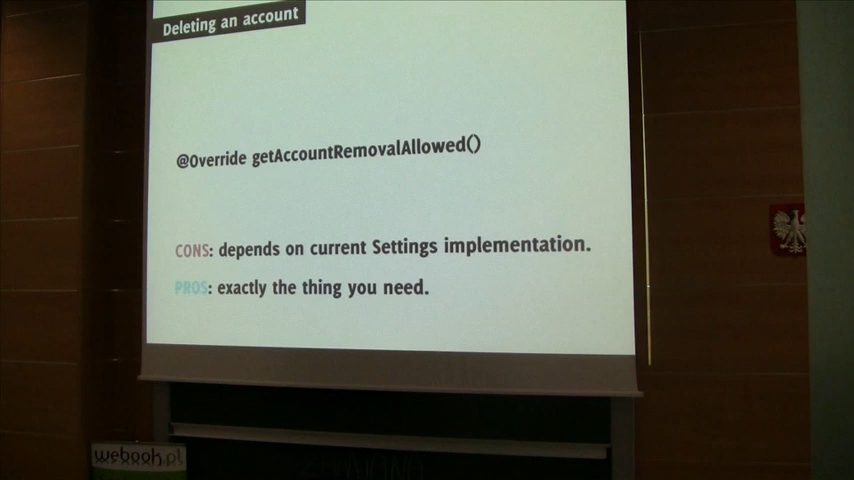 Deleting an account
@Override getAccountRemovalAllowed()
CONS: depends on current Settings implementation.
PROS: exactly the thing you need.
webook.pl